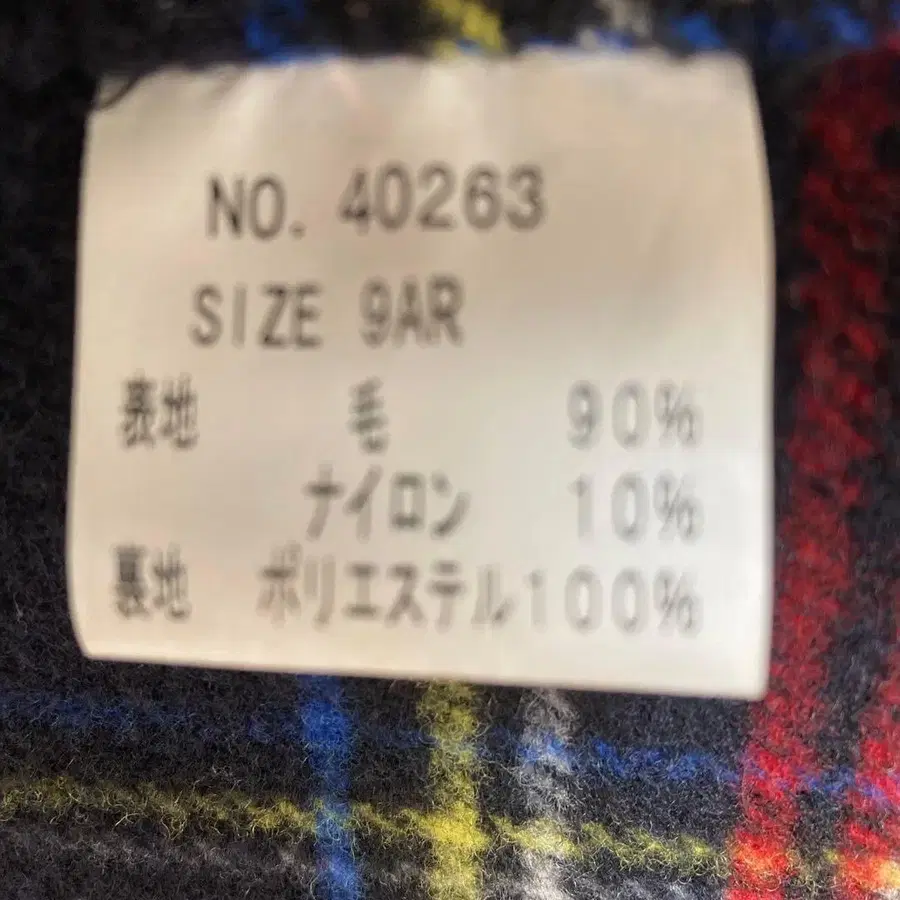 NO. 40263
SIZE 9AR
表地 毛 90%
ナイロン 10%
裏地 ポリエステル100%